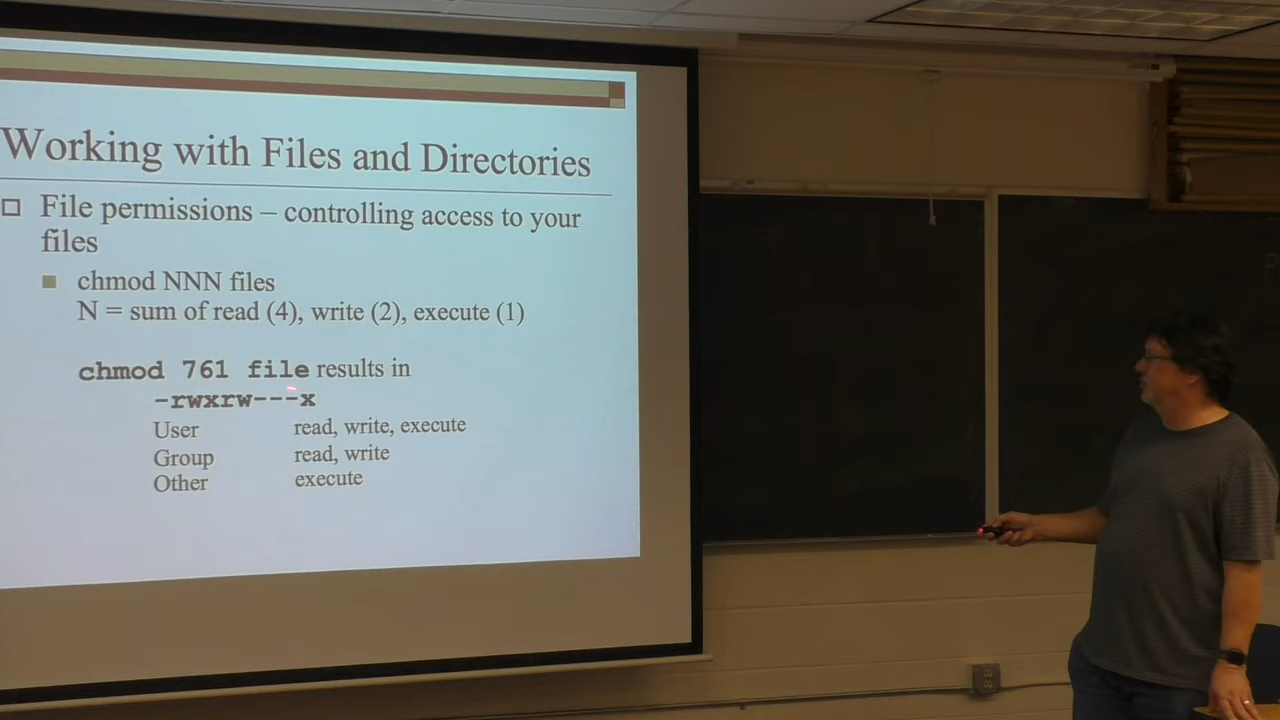 Working with Files and Directories
File permissions – controlling access to your
files
chmod NNN files
N = sum of read (4), write (2), execute (1)
chmod 761 file results in
-rwxrw---x
User read, write, execute
Group read, write
Other execute